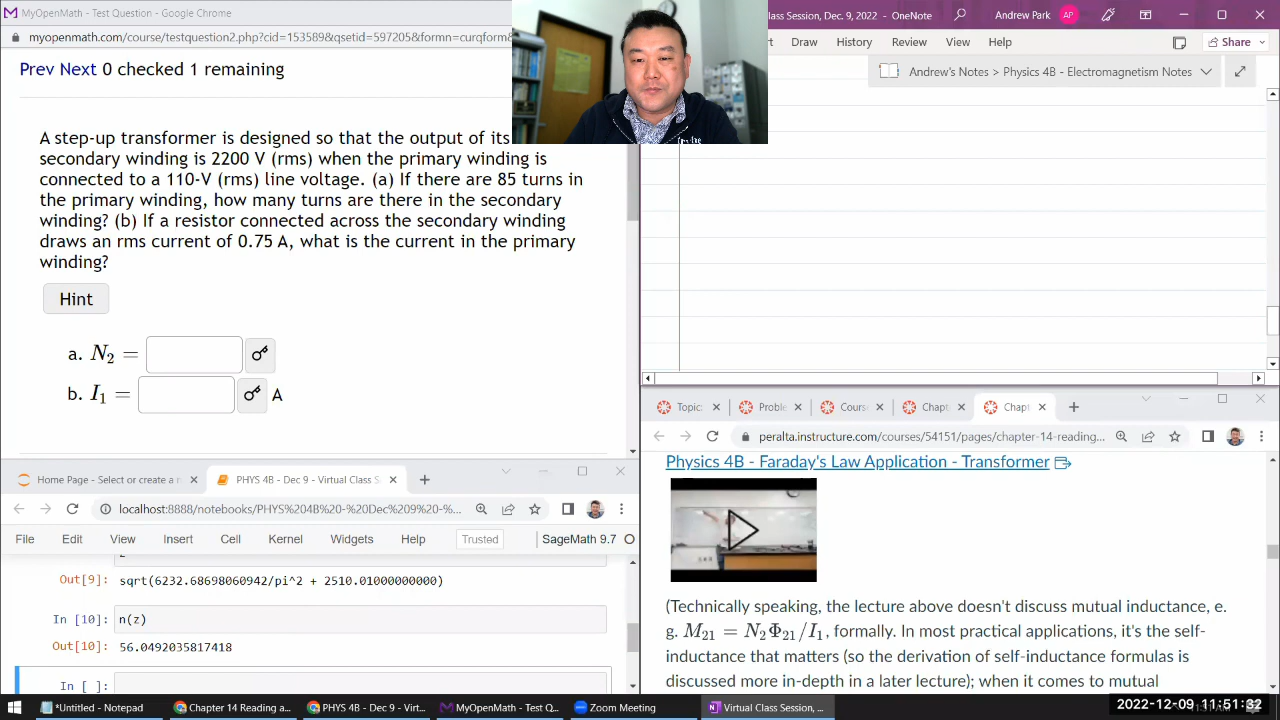 MyOpenMath - Test Question - Google Chrome
myopenmath.com/course/testquestion2.php?cid=153589&qsetid=597205&formn=curqform&
Prev Next 0 checked 1 remaining
A step-up transformer is designed so that the output of its
secondary winding is 2200 V (rms) when the primary winding is
connected to a 110-V (rms) line voltage. (a) If there are 85 turns in
the primary winding, how many turns are there in the secondary
winding? (b) If a resistor connected across the secondary winding
draws an rms current of 0.75 A, what is the current in the primary
winding?
Hint
a. N₂ =
b. I₁ = A
lass Session, Dec. 9, 2022 - OneNote
Andrew Park AP
t Draw History Review View Help
Share
Andrew's Notes > Physics 4B - Electromagnetism Notes
Home Page - Select or create a
PHYS 4B - Dec 9 - Virtual Class S
localhost:8888/notebooks/PHYS%204B%20-%20Dec%209%20-%...
File Edit View Insert Cell Kernel Widgets Help Trusted SageMath 9.7
Out[9]: sqrt(6232.68698060942/pi^2 + 2510.01000000000)
In [10]: n(z)
Out[10]: 56.0492035817418
In [ ]:
Topic: Proble Cours Chapt Chapt
peralta.instructure.com/courses/54151/pages/chapter-14-reading...
Physics 4B - Faraday's Law Application - Transformer
(Technically speaking, the lecture above doesn't discuss mutual inductance, e.
g. M₂₁ = N₂Φ₂₁/I₁, formally. In most practical applications, it's the self-
inductance that matters (so the derivation of self-inductance formulas is
discussed more in-depth in a later lecture); when it comes to mutual
*Untitled - Notepad
Chapter 14 Reading a...
PHYS 4B - Dec 9 - Virt...
MyOpenMath - Test Q...
Zoom Meeting
Virtual Class Session, ...
2022-12-09 11:51:32